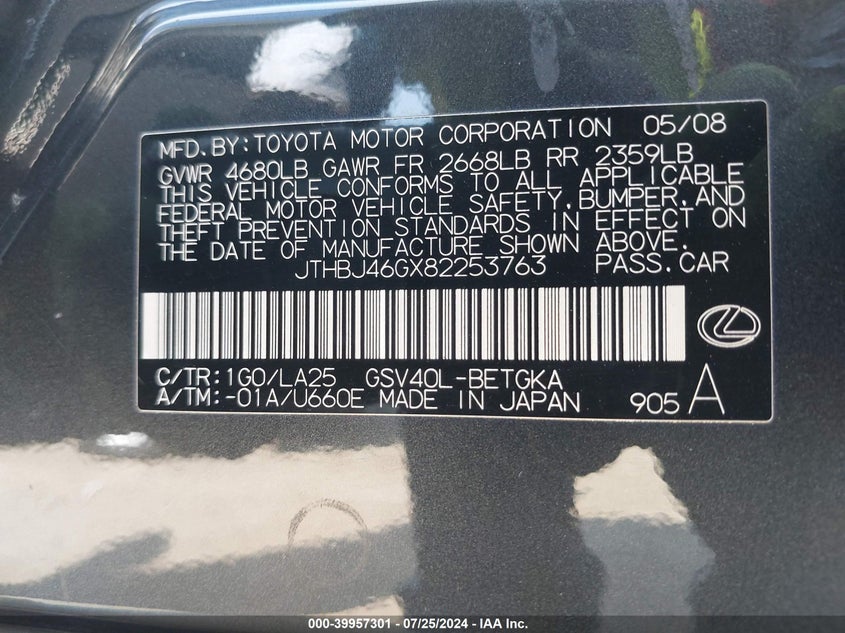 MFD.BY:TOYOTA MOTOR CORPORATION 05/08
GVWR 4680LB GAWR FR 2668LB RR 2359LB
THIS VEHICLE CONFORMS TO ALL APPLICABLE
FEDERAL MOTOR VEHICLE SAFETY,BUMPER,AND
THEFT PREVENTION STANDARDS IN EFFECT ON
THE DATE OF MANUFACTURE SHOWN ABOVE.
JTHBJ46GX82253763 PASS.CAR
C/TR:1G0/LA25 GSV40L-BETGKA
A/TM:-01A/U660E MADE IN JAPAN 905 A
000-39957301 - 07/25/2024 - IAA Inc.